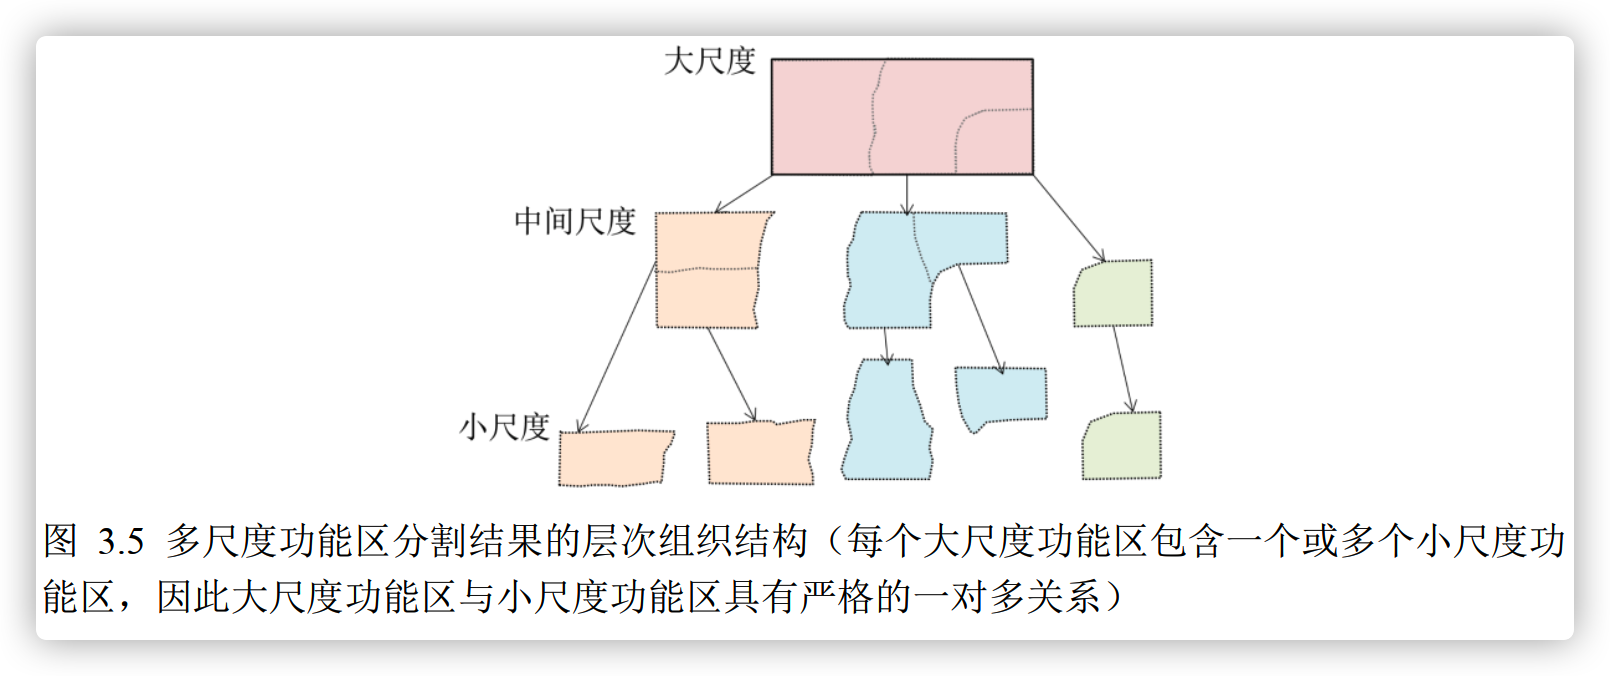 大尺度
中间尺度
小尺度
图 3.5 多尺度功能区分割结果的层次组织结构（每个大尺度功能区包含一个或多个小尺度功
能区，因此大尺度功能区与小尺度功能区具有严格的一对多关系）